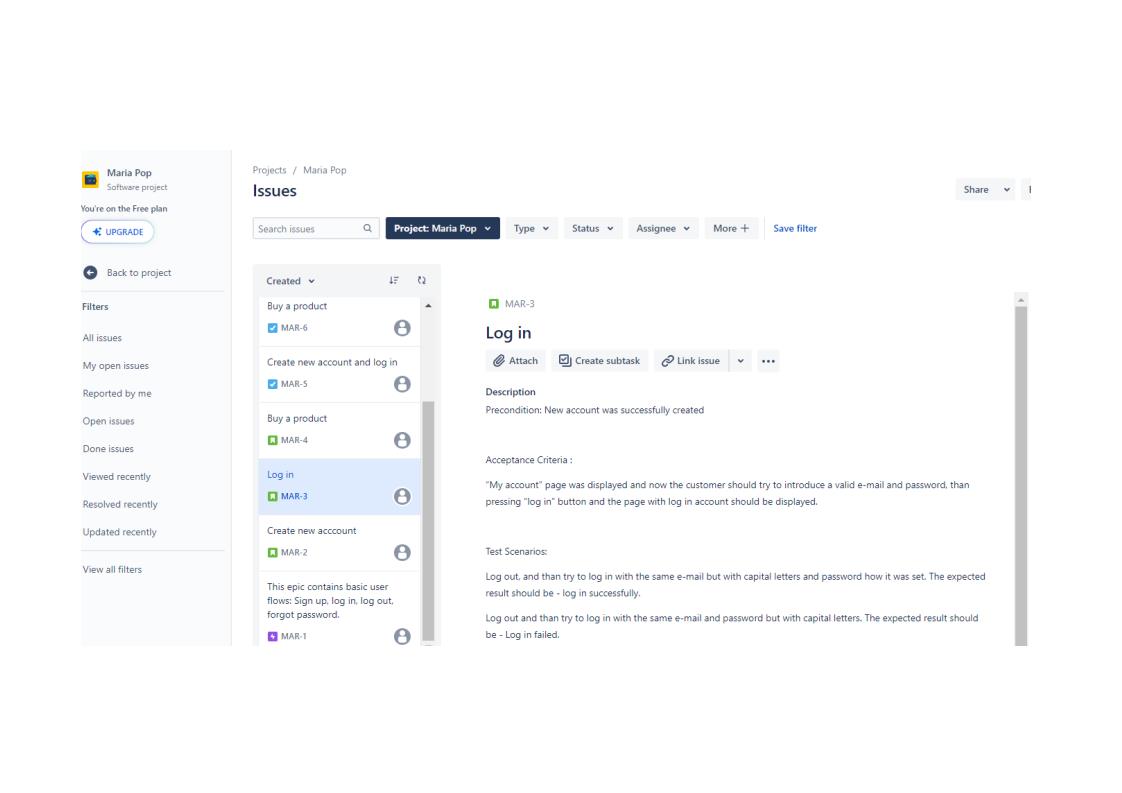 Maria Pop
Software project
You're on the Free plan
UPGRADE
Back to project
Filters
All issues
My open issues
Reported by me
Open issues
Done issues
Viewed recently
Resolved recently
Updated recently
View all filters
Projects / Maria Pop
Issues
Share
Search issues
Project: Maria Pop
Type
Status
Assignee
More +
Save filter
Created
Buy a product
MAR-6
Create new account and log in
MAR-5
Buy a product
MAR-4
Log in
MAR-3
Create new acccount
MAR-2
This epic contains basic user
flows: Sign up, log in, log out,
forgot password.
MAR-1
MAR-3
Log in
Attach
Create subtask
Link issue
Description
Precondition: New account was successfully created
Acceptance Criteria :
"My account" page was displayed and now the customer should try to introduce a valid e-mail and password, than
pressing "log in" button and the page with log in account should be displayed.
Test Scenarios:
Log out, and than try to log in with the same e-mail but with capital letters and password how it was set. The expected
result should be - log in successfully.
Log out and than try to log in with the same e-mail and password but with capital letters. The expected result should
be - Log in failed.